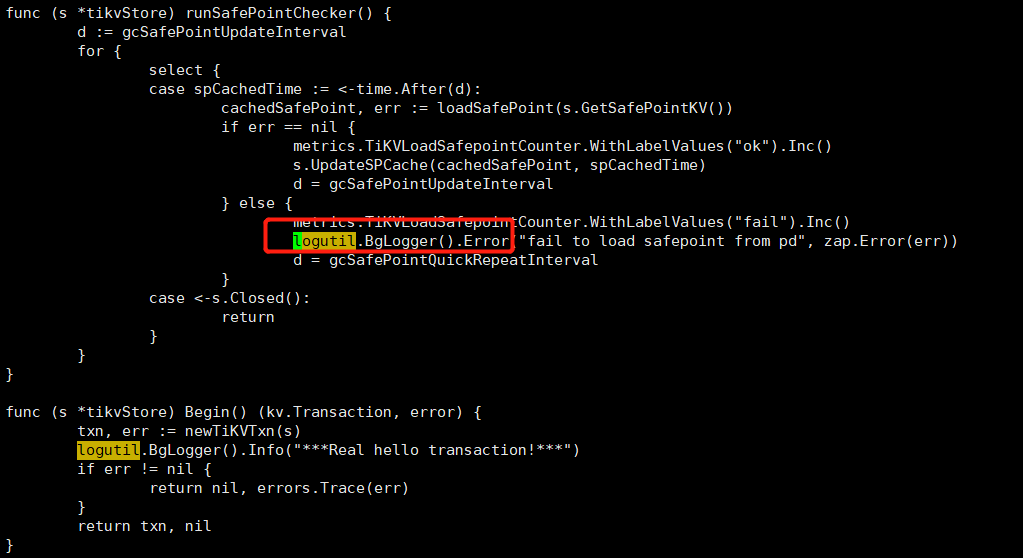 func (s *tikvStore) runSafePointChecker() {
        d := gcSafePointUpdateInterval
        for {
                select {
                case spCachedTime := <-time.After(d):
                        cachedSafePoint, err := loadSafePoint(s.GetSafePointKV())
                        if err == nil {
                                metrics.TiKVLoadSafepointCounter.WithLabelValues("ok").Inc()
                                s.UpdateSPCache(cachedSafePoint, spCachedTime)
                                d = gcSafePointUpdateInterval
                        } else {
                                metrics.TiKVLoadSafepointCounter.WithLabelValues("fail").Inc()
                                logutil.BgLogger().Error("fail to load safepoint from pd", zap.Error(err))
                                d = gcSafePointQuickRepeatInterval
                        }
                case <-s.Closed():
                        return
                }
        }
}
func (s *tikvStore) Begin() (kv.Transaction, error) {
        txn, err := newTiKVTxn(s)
        logutil.BgLogger().Info("***Real hello transaction!***")
        if err != nil {
                return nil, errors.Trace(err)
        }
        return txn, nil
}